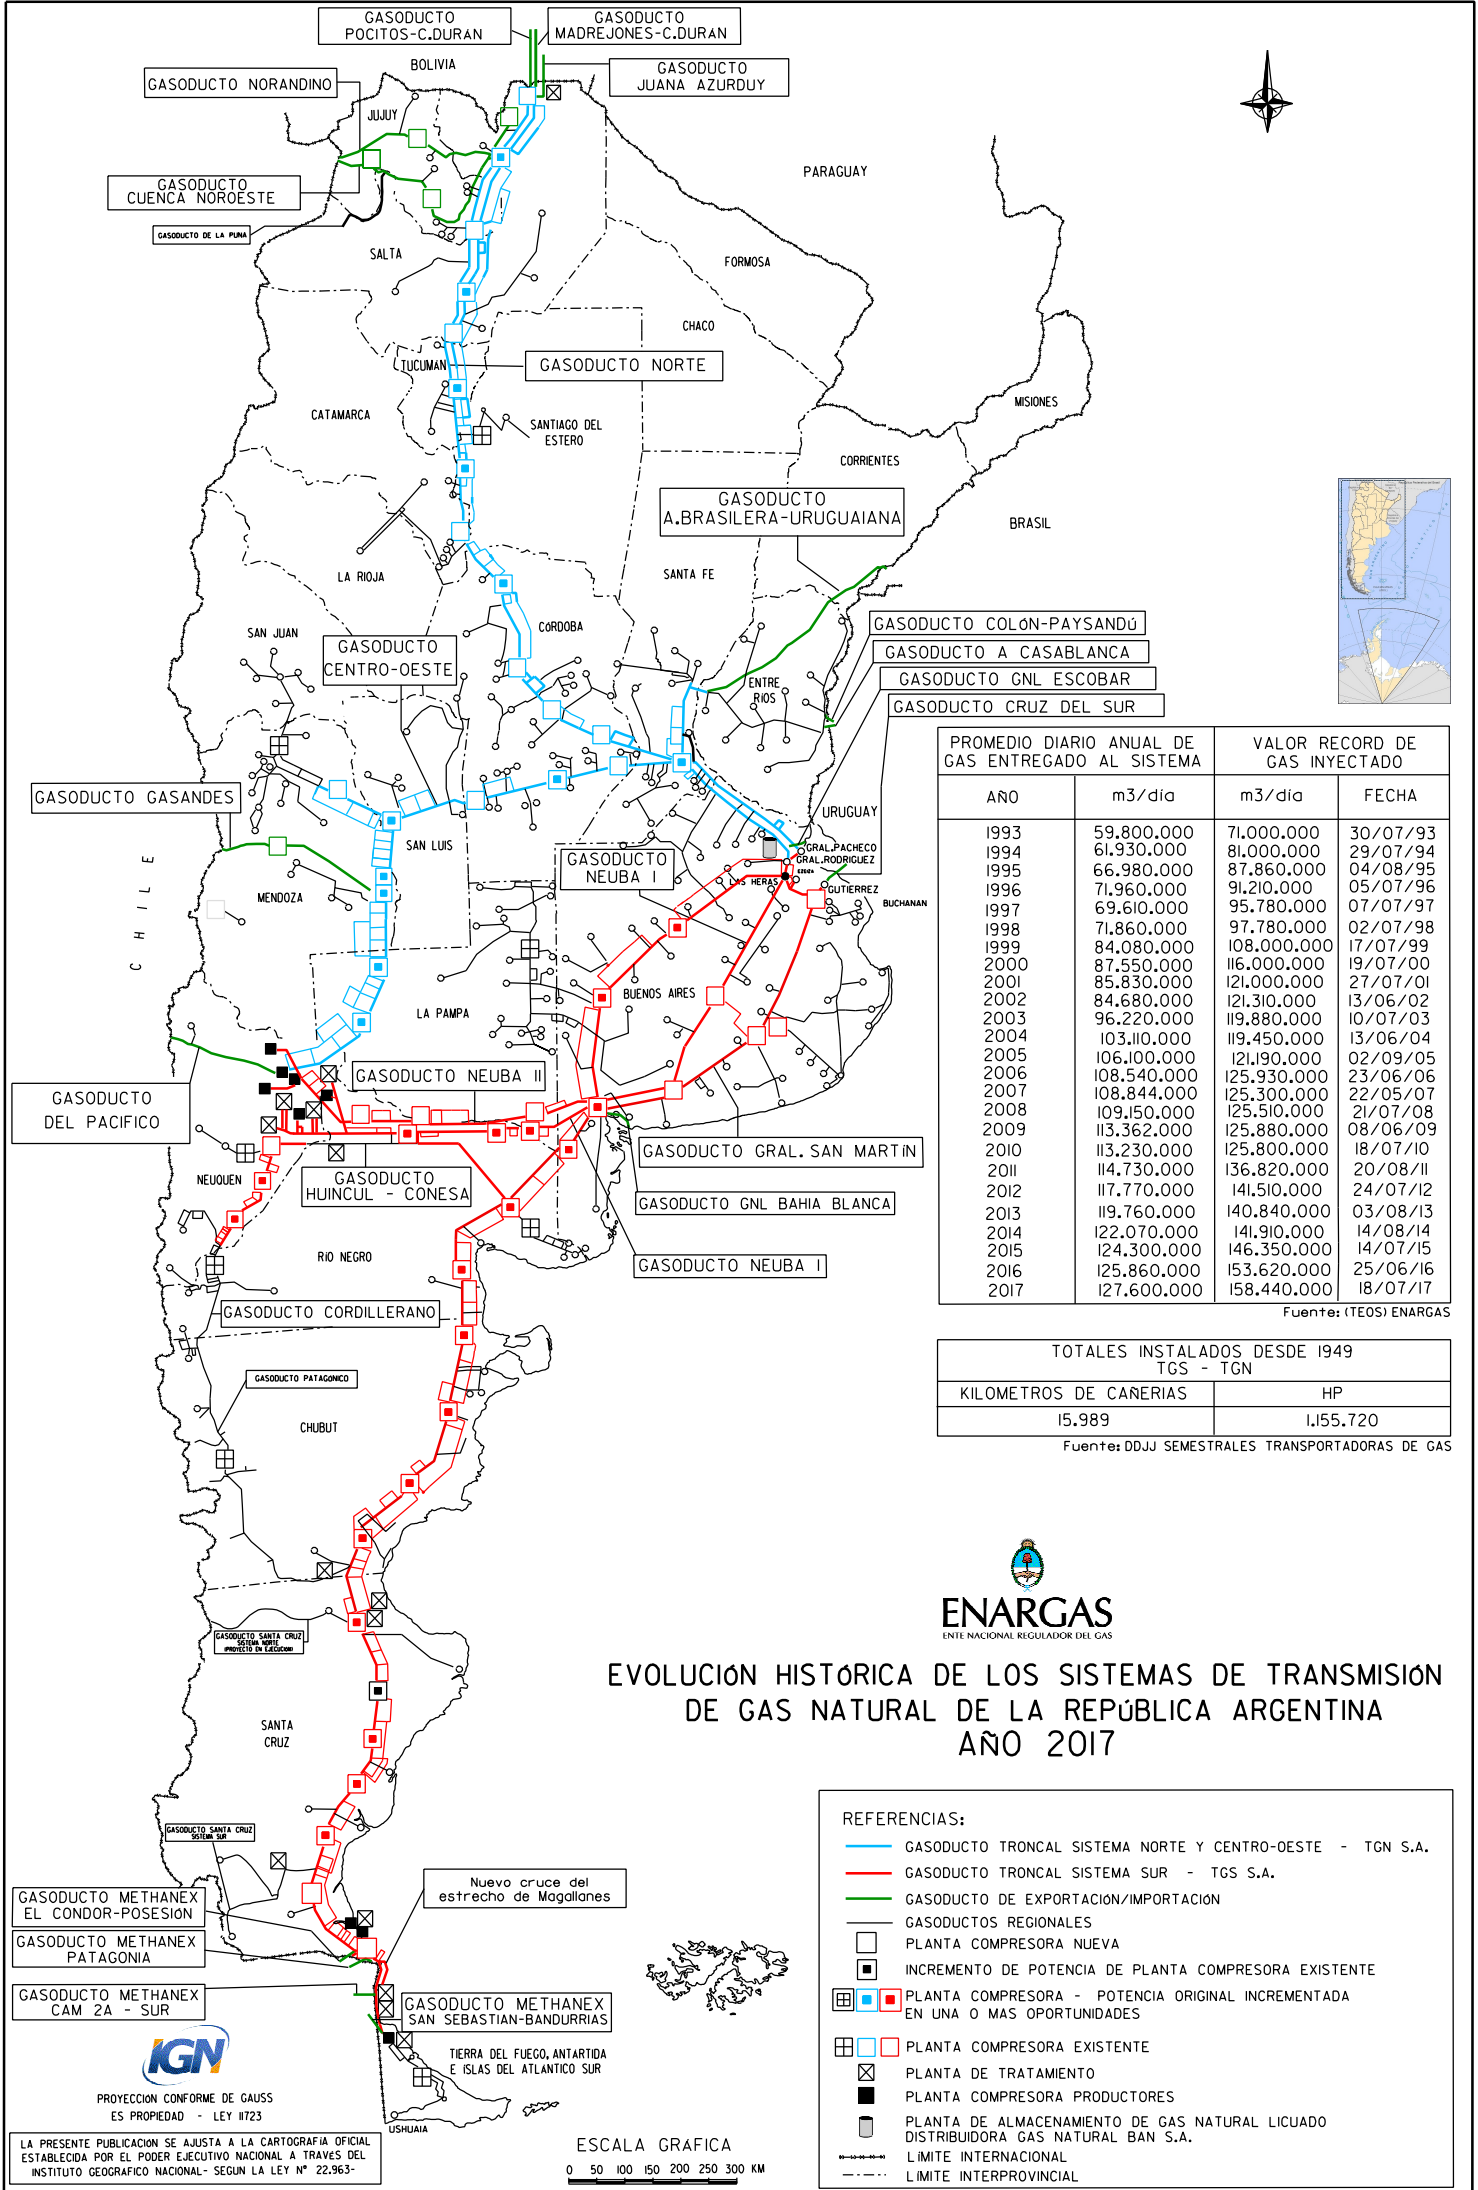 GASODUCTO
POCITOS-C.DURAN
GASODUCTO
MADREJONES-C.DURAN
BOLIVIA
GASODUCTO NORANDINO
GASODUCTO
JUANA AZURDUY
JUJUY
PARAGUAY
GASODUCTO
CUENCA NOROESTE
GASODUCTO DE LA PUNA
SALTA
FORMOSA
CHACO
TUCUMÁN
GASODUCTO NORTE
CATAMARCA
MISIONES
SANTIAGO DEL
ESTERO
CORRIENTES
GASODUCTO
A.BRASILERA-URUGUAIANA
BRASIL
LA RIOJA
SANTA FE
SAN JUAN
CóRDOBA
GASODUCTO
CENTRO-OESTE
GASODUCTO COLóN-PAYSANDú
GASODUCTO A CASABLANCA
ENTRE
RIOS
GASODUCTO GNL ESCOBAR
GASODUCTO CRUZ DEL SUR
PROMEDIO DIARIO ANUAL DE
GAS ENTREGADO AL SISTEMA
VALOR RECORD DE
GAS INYECTADO
AÑO m3/día m3/día FECHA
1993 59.800.000 71.000.000 30/07/93
1994 61.930.000 81.000.000 29/07/94
1995 66.980.000 87.860.000 04/08/95
1996 71.960.000 91.210.000 05/07/96
1997 69.610.000 95.780.000 07/07/97
1998 71.860.000 97.780.000 02/07/98
1999 84.080.000 108.000.000 17/07/99
2000 87.550.000 116.000.000 19/07/00
2001 85.830.000 121.000.000 27/07/01
2002 84.680.000 121.310.000 13/06/02
2003 96.220.000 119.880.000 10/07/03
2004 103.110.000 119.450.000 13/06/04
2005 106.100.000 121.190.000 02/09/05
2006 108.540.000 125.930.000 23/06/06
2007 108.844.000 125.300.000 22/05/07
2008 109.150.000 125.510.000 21/07/08
2009 113.362.000 125.880.000 08/06/09
2010 113.230.000 125.800.000 18/07/10
2011 114.730.000 136.820.000 20/08/11
2012 117.770.000 141.510.000 24/07/12
2013 119.760.000 140.840.000 03/08/13
2014 122.070.000 141.910.000 14/08/14
2015 124.300.000 146.350.000 14/07/15
2016 125.860.000 153.620.000 25/06/16
2017 127.600.000 158.440.000 18/07/17
Fuente: (TEOS) ENARGAS
GASODUCTO GASANDES
URUGUAY
SAN LUIS
GRAL.PACHECO
GRAL.RODRIGUEZ
GASODUCTO
NEUBA I
LAS HERAS
GUTIERREZ
BUCHANAN
CHILE
MENDOZA
BUENOS AIRES
LA PAMPA
GASODUCTO NEUBA II
GASODUCTO
DEL PACIFICO
GASODUCTO GRAL. SAN MARTíN
GASODUCTO
HUINCUL - CONESA
NEUQUEN
GASODUCTO GNL BAHIA BLANCA
RIO NEGRO
GASODUCTO NEUBA I
GASODUCTO CORDILLERANO
TOTALES INSTALADOS DESDE 1949
TGS - TGN
KILOMETROS DE CAÑERIAS HP
15.989 1.155.720
Fuente: DDJJ SEMESTRALES TRANSPORTADORAS DE GAS
GASODUCTO PATAGóNICO
CHUBUT
ENARGAS
ENTE NACIONAL REGULADOR DEL GAS
GASODUCTO SANTA CRUZ
SISTEMA NORTE
(PROYECTO EN EJECUCIóN)
EVOLUCIóN HISTóRICA DE LOS SISTEMAS DE TRANSMISIóN
DE GAS NATURAL DE LA REPúBLICA ARGENTINA
AÑO 2017
SANTA
CRUZ
GASODUCTO SANTA CRUZ
SISTEMA SUR
Nuevo cruce del
estrecho de Magallanes
GASODUCTO METHANEX
EL CONDOR-POSESIóN
GASODUCTO METHANEX
PATAGONIA
GASODUCTO METHANEX
CAM 2A - SUR
GASODUCTO METHANEX
SAN SEBASTIAN-BANDURRIAS
TIERRA DEL FUEGO, ANTARTIDA
E ISLAS DEL ATLANTICO SUR
USHUAIA
REFERENCIAS:
GASODUCTO TRONCAL SISTEMA NORTE Y CENTRO-OESTE - TGN S.A.
GASODUCTO TRONCAL SISTEMA SUR - TGS S.A.
GASODUCTO DE EXPORTACIóN/IMPORTACIóN
GASODUCTOS REGIONALES
PLANTA COMPRESORA NUEVA
INCREMENTO DE POTENCIA DE PLANTA COMPRESORA EXISTENTE
PLANTA COMPRESORA - POTENCIA ORIGINAL INCREMENTADA
EN UNA O MAS OPORTUNIDADES
PLANTA COMPRESORA EXISTENTE
PLANTA DE TRATAMIENTO
PLANTA COMPRESORA PRODUCTORES
PLANTA DE ALMACENAMIENTO DE GAS NATURAL LICUADO
DISTRIBUIDORA GAS NATURAL BAN S.A.
LíMITE INTERNACIONAL
LíMITE INTERPROVINCIAL
IGN
PROYECCIóN CONFORME DE GAUSS
ES PROPIEDAD - LEY 11723
LA PRESENTE PUBLICACIóN SE AJUSTA A LA CARTOGRAFíA OFICIAL
ESTABLECIDA POR EL PODER EJECUTIVO NACIONAL A TRAVéS DEL
INSTITUTO GEOGRAFICO NACIONAL- SEGUN LA LEY N° 22.963-
ESCALA GRáFICA
0 50 100 150 200 250 300 KM